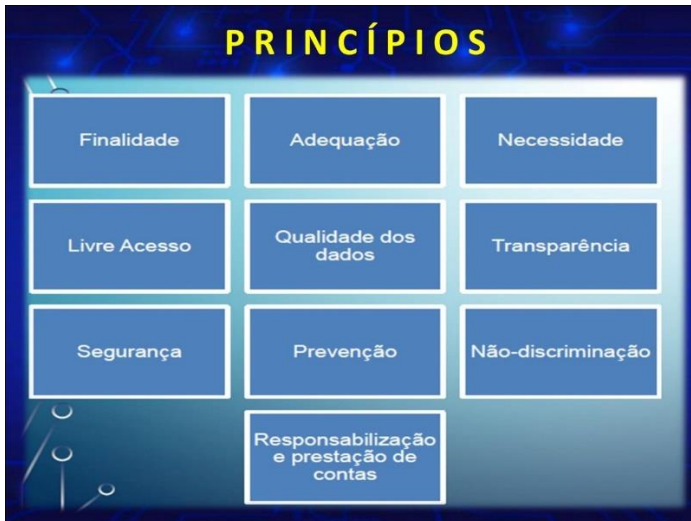 PRINCÍPIOS
Finalidade
Adequação
Necessidade
Livre Acesso
Qualidade dos
dados
Transparência
Segurança
Prevenção
Não-discriminação
Responsabilização
e prestação de
contas